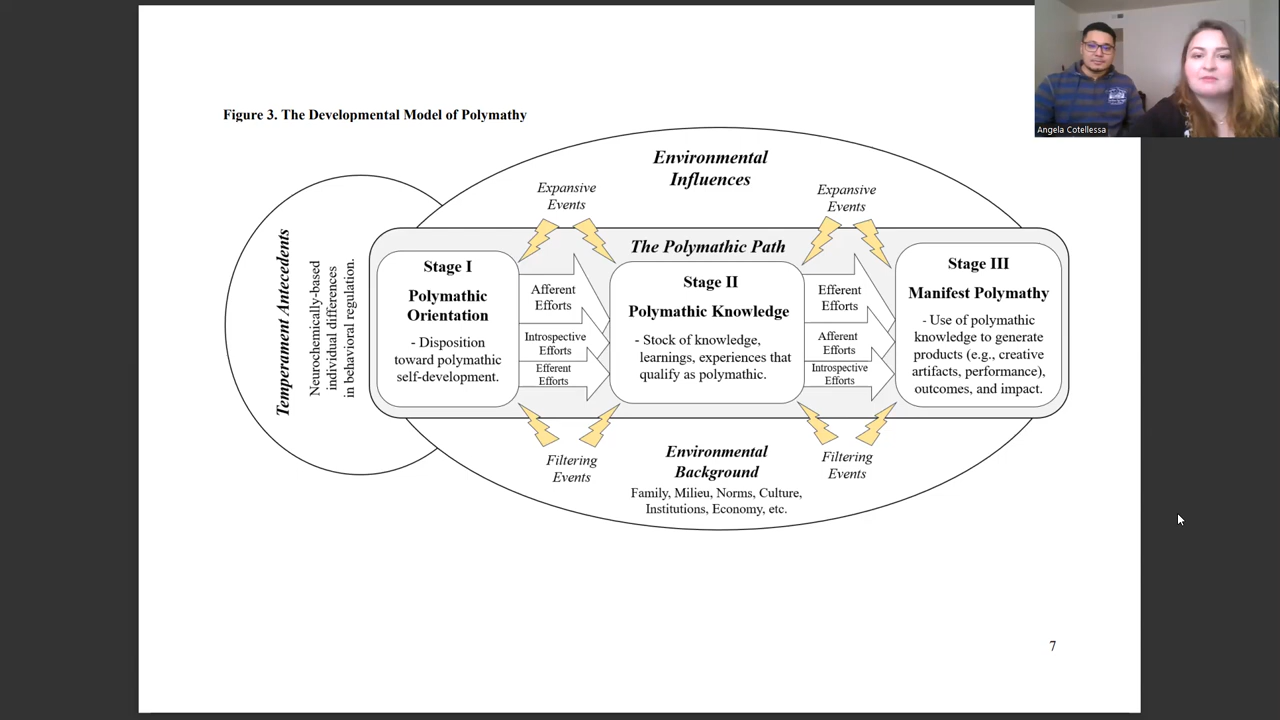 Angela Cotellessa
Figure 3. The Developmental Model of Polymathy
Environmental
Influences
Expansive
Events
Expansive
Events
Temperament Antecedents
Neurochemically-based
individual differences
in behavioral regulation.
The Polymathic Path
Stage I
Polymathic
Orientation
- Disposition
toward polymathic
self-development.
Afferent
Efforts
Introspective
Efforts
Efferent
Efforts
Stage II
Polymathic Knowledge
- Stock of knowledge,
learnings, experiences that
qualify as polymathic.
Efferent
Efforts
Afferent
Efforts
Introspective
Efforts
Stage III
Manifest Polymathy
- Use of polymathic
knowledge to generate
products (e.g., creative
artifacts, performance),
outcomes, and impact.
Filtering
Events
Environmental
Background
Family, Milieu, Norms, Culture,
Institutions, Economy, etc.
Filtering
Events
7